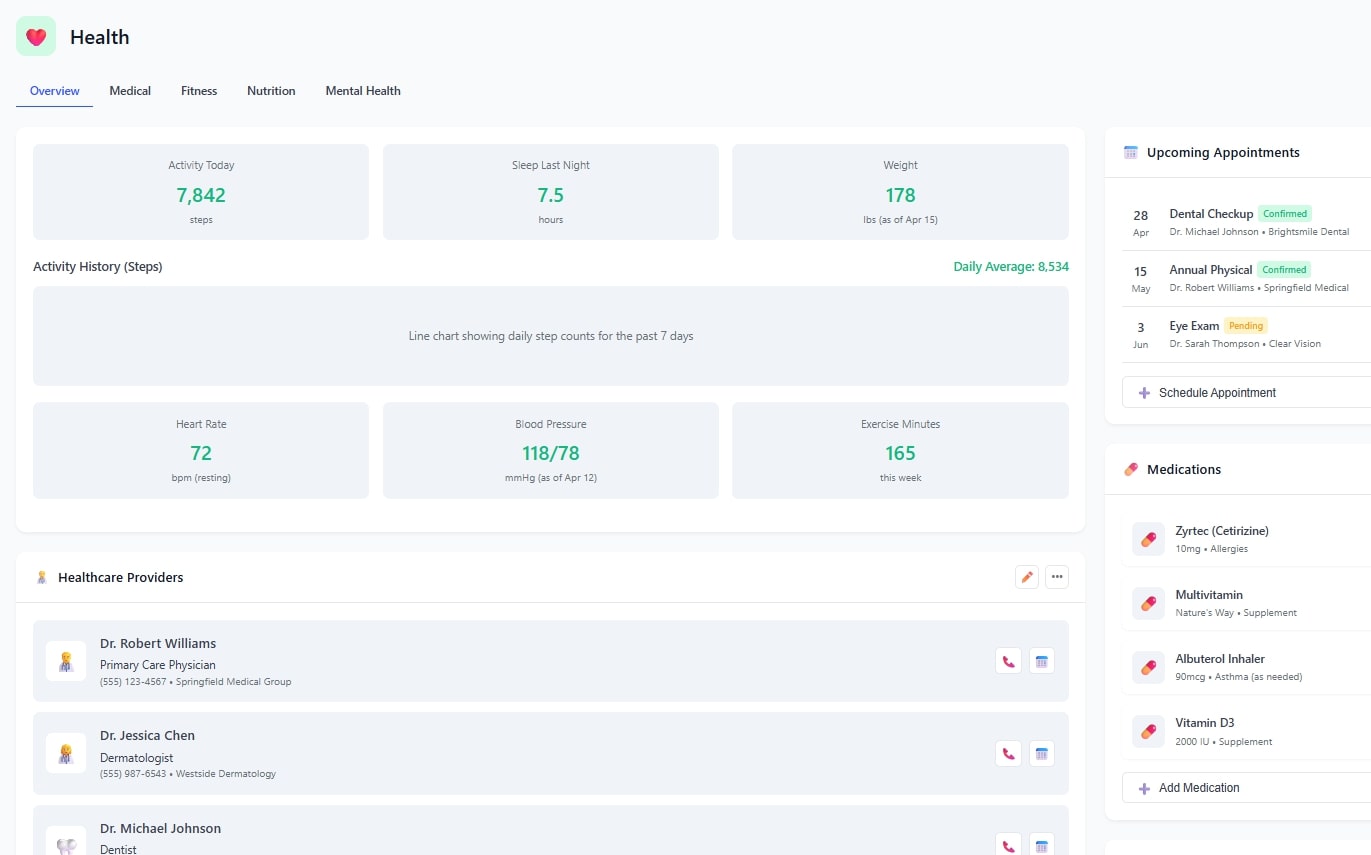 Health
Overview
Medical
Fitness
Nutrition
Mental Health
Activity Today
7,842
steps
Sleep Last Night
7.5
hours
Weight
178
lbs (as of Apr 15)
Activity History (Steps)
Daily Average: 8,534
Line chart showing daily step counts for the past 7 days
Heart Rate
72
bpm (resting)
Blood Pressure
118/78
mmHg (as of Apr 12)
Exercise Minutes
165
this week
Healthcare Providers
Dr. Robert Williams
Primary Care Physician
(555) 123-4567 • Springfield Medical Group
Dr. Jessica Chen
Dermatologist
(555) 987-6543 • Westside Dermatology
Dr. Michael Johnson
Dentist
Upcoming Appointments
28
Apr
Dental Checkup Confirmed
Dr. Michael Johnson • Brightsmile Dental
15
May
Annual Physical Confirmed
Dr. Robert Williams • Springfield Medical
3
Jun
Eye Exam Pending
Dr. Sarah Thompson • Clear Vision
Schedule Appointment
Medications
Zyrtec (Cetirizine)
10mg • Allergies
Multivitamin
Nature's Way • Supplement
Albuterol Inhaler
90mcg • Asthma (as needed)
Vitamin D3
2000 IU • Supplement
Add Medication